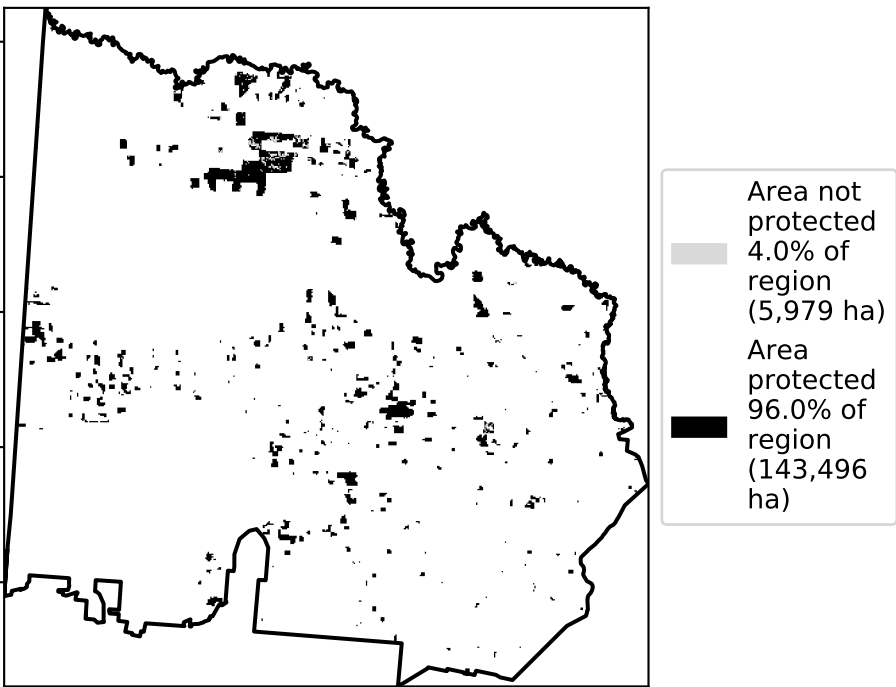 Area not
protected
4.0% of
region
(5,979 ha)
Area
protected
96.0% of
region
(143,496
ha)